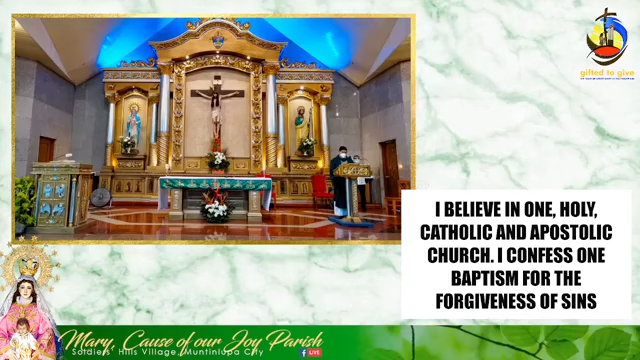 gifted to give
I BELIEVE IN ONE, HOLY,
CATHOLIC AND APOSTOLIC
CHURCH. I CONFESS ONE
BAPTISM FOR THE
FORGIVENESS OF SINS
Mary, Cause of our Joy Parish
Soldiers' Hills Village, Muntinlupa City
f LIVE